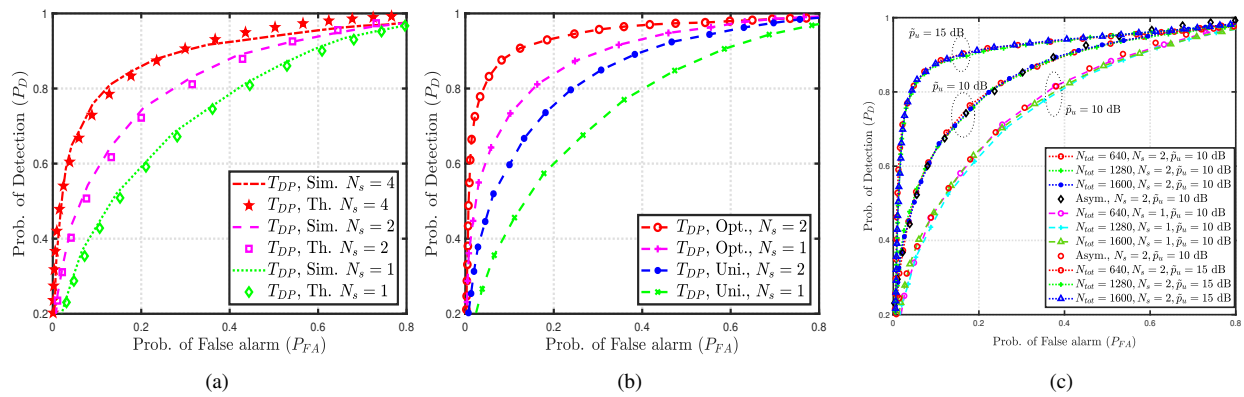 1
0.8
0.6
0.4
0.2
0
0.2
0.4
0.6
0.8
Prob. of Detection (P_D)
Prob. of False alarm (P_FA)
T_DP, Sim. N_s = 4
T_DP, Th. N_s = 4
T_DP, Sim. N_s = 2
T_DP, Th. N_s = 2
T_DP, Sim. N_s = 1
T_DP, Th. N_s = 1
(a)
1
0.8
0.6
0.4
0.2
0
0.2
0.4
0.6
0.8
Prob. of Detection (P_D)
Prob. of False alarm (P_FA)
T_DP, Opt., N_s = 2
T_DP, Opt., N_s = 1
T_DP, Uni., N_s = 2
T_DP, Uni., N_s = 1
(b)
1
0.8
0.6
0.4
0.2
0
0.2
0.4
0.6
0.8
Prob. of Detection (P_D)
Prob. of False alarm (P_FA)
p̃_u = 15 dB
p̃_u = 10 dB
p̃_u = 10 dB
N_tot = 640, N_s = 2, p̃_u = 10 dB
N_tot = 1280, N_s = 2, p̃_u = 10 dB
N_tot = 1600, N_s = 2, p̃_u = 10 dB
Asym., N_s = 2, p̃_u = 10 dB
N_tot = 640, N_s = 1, p̃_u = 10 dB
N_tot = 1280, N_s = 1, p̃_u = 10 dB
N_tot = 1600, N_s = 1, p̃_u = 10 dB
Asym., N_s = 2, p̃_u = 10 dB
N_tot = 640, N_s = 2, p̃_u = 15 dB
N_tot = 1280, N_s = 2, p̃_u = 15 dB
N_tot = 1600, N_s = 2, p̃_u = 15 dB
(c)